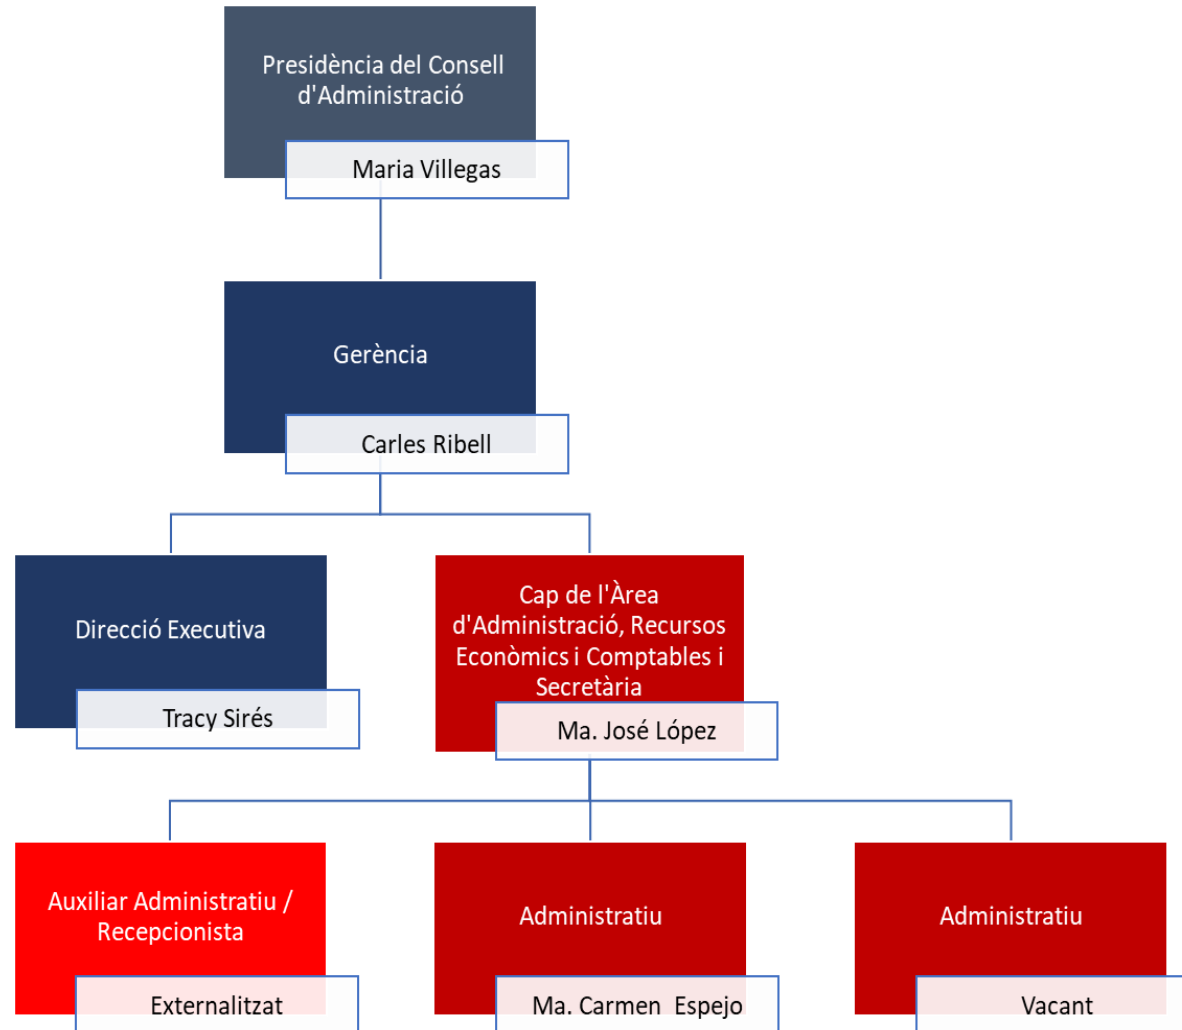 Presidència del Consell
d'Administració
Maria Villegas
Gerència
Carles Ribell
Direcció Executiva
Tracy Sirés
Cap de l'Àrea
d'Administració, Recursos
Econòmics i Comptables i
Secretària
Ma. José López
Auxiliar Administratiu /
Recepcionista
Externalitzat
Administratiu
Ma. Carmen Espejo
Administratiu
Vacant